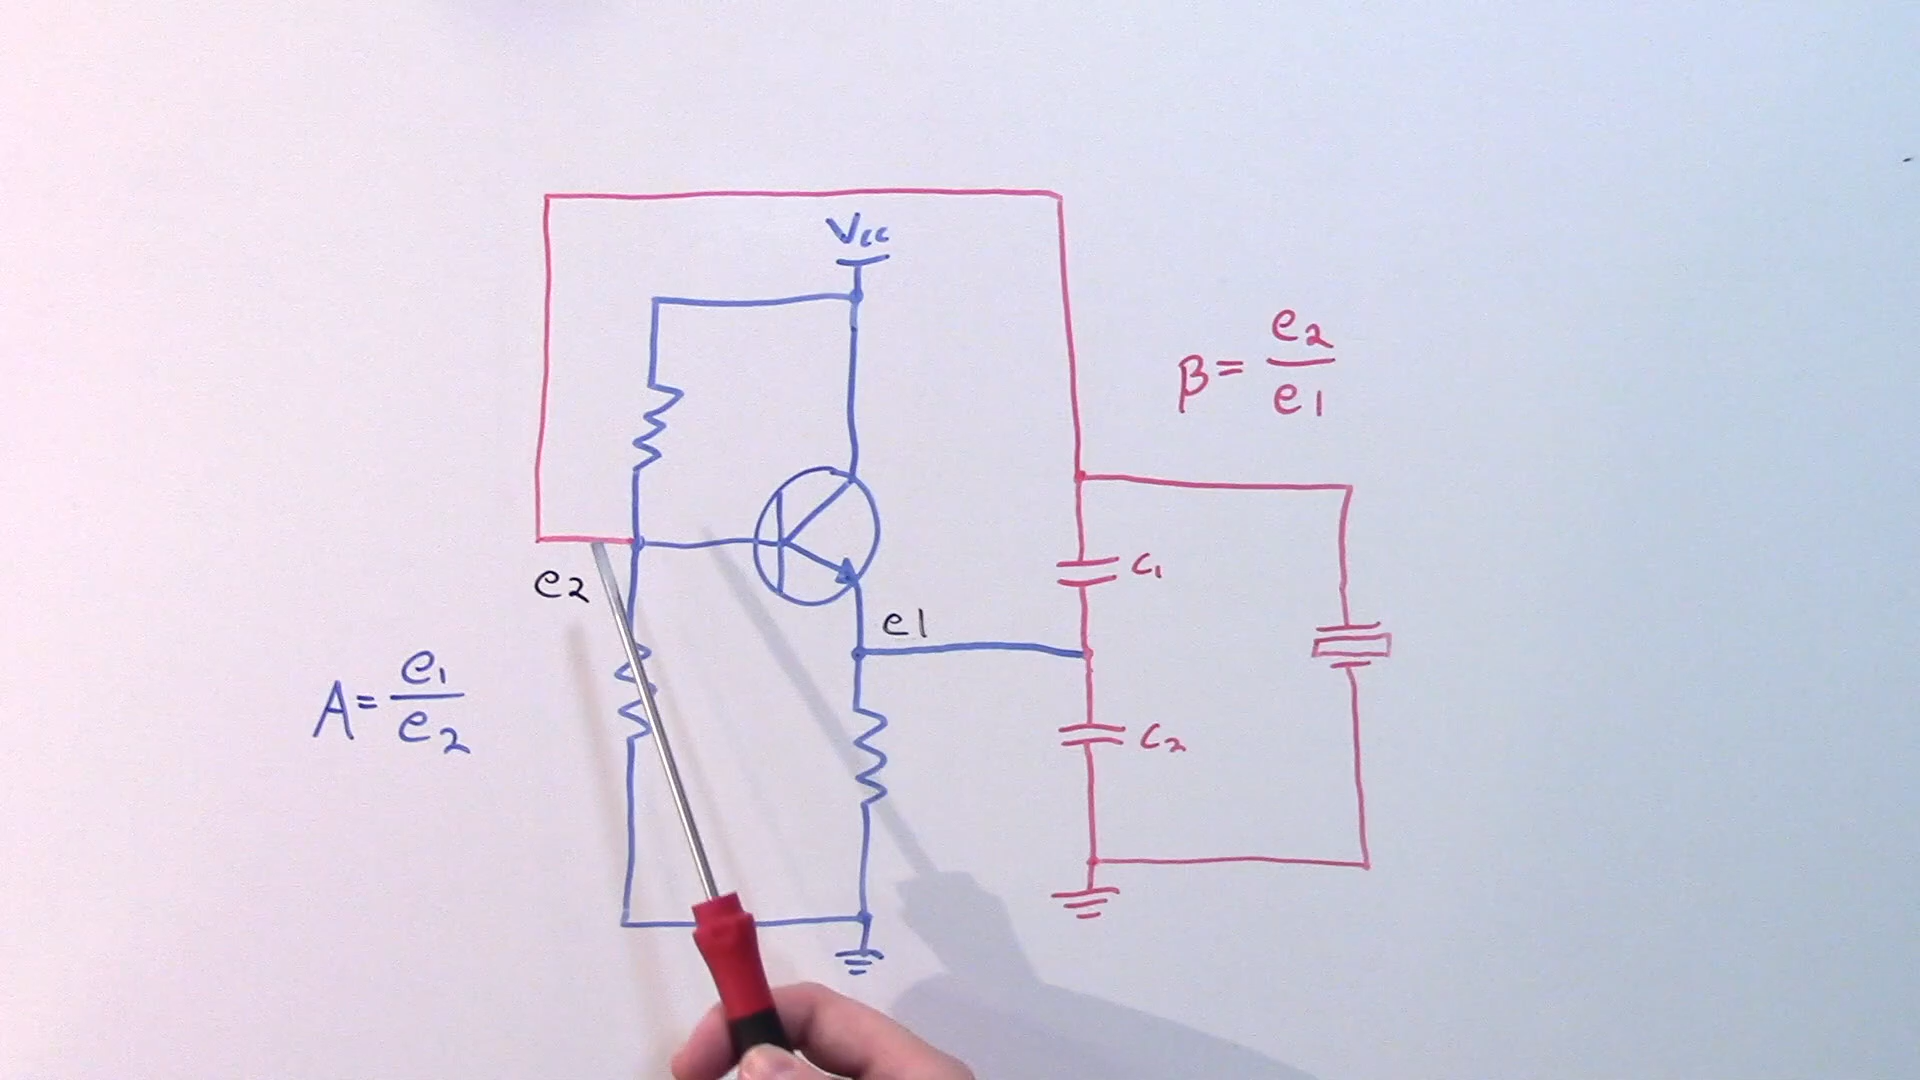 Vcc
β = e2
e1
C1
e2
e1
A = e1
e2
C2